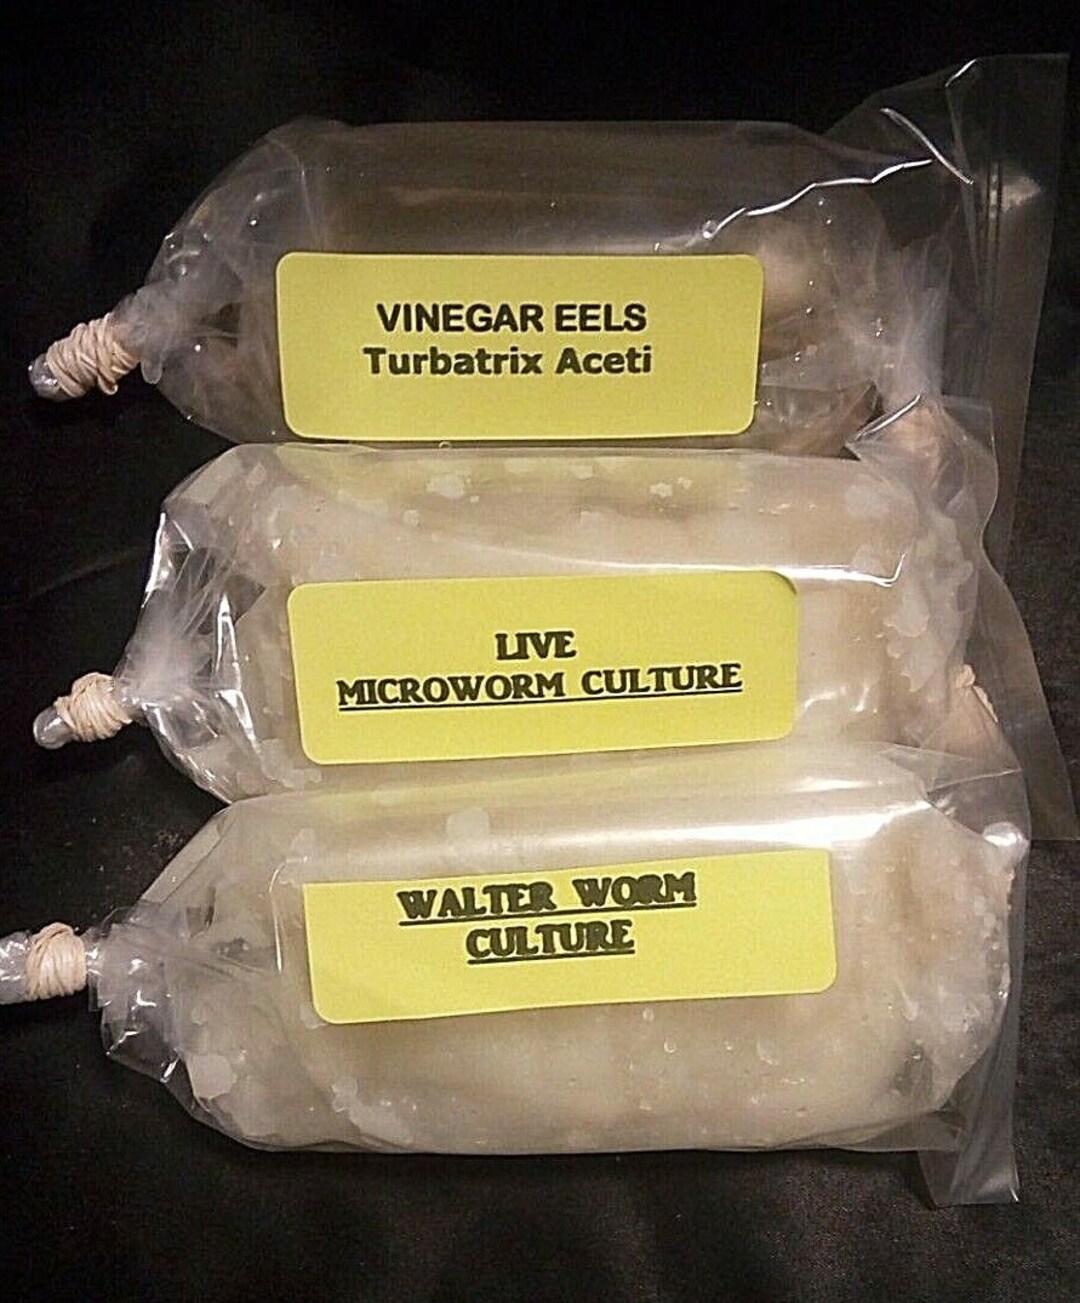 VINEGAR EELS
Turbatrix Aceti
LIVE
MICROWORM CULTURE
WALTER WORM
CULTURE